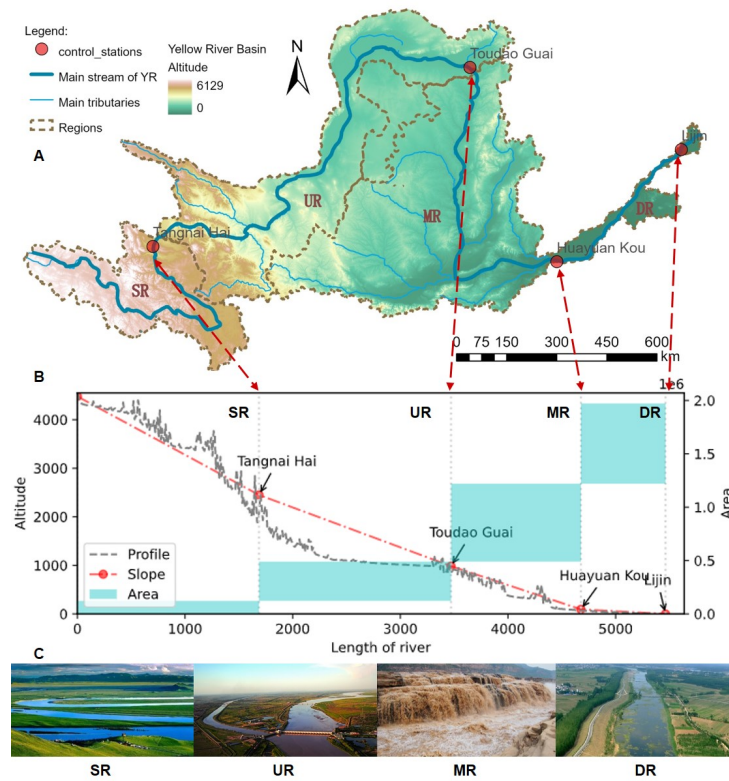 Legend:
control_stations
Main stream of YR
Main tributaries
Regions
Yellow River Basin
Altitude
6129
0
N
A
Toudao Guai
Lijin
UR
MR
DR
Tangnai Hai
Huayuan Kou
SR
0 75 150 300 450 600
km
B
1e6
SR UR MR DR
4000
3000
2000
1000
0
Altitude
2.0
1.5
1.0
0.5
0.0
Area
Tangnai Hai
Toudao Guai
Huayuan Kou
Lijin
Profile
Slope
Area
0 1000 2000 3000 4000 5000
Length of river
C
SR UR MR DR